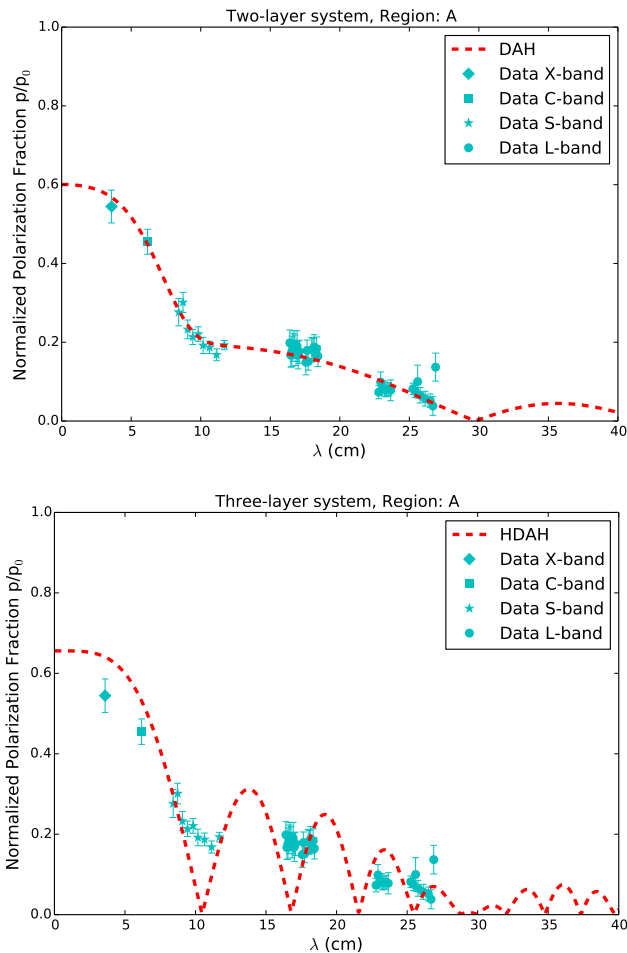 Two-layer system, Region: A
Normalized Polarization Fraction p/p0
1.0
0.8
0.6
0.4
0.2
0.0
DAH
Data X-band
Data C-band
Data S-band
Data L-band
0 5 10 15 20 25 30 35 40
λ (cm)
Three-layer system, Region: A
Normalized Polarization Fraction p/p0
1.0
0.8
0.6
0.4
0.2
0.0
HDAH
Data X-band
Data C-band
Data S-band
Data L-band
0 5 10 15 20 25 30 35 40
λ (cm)